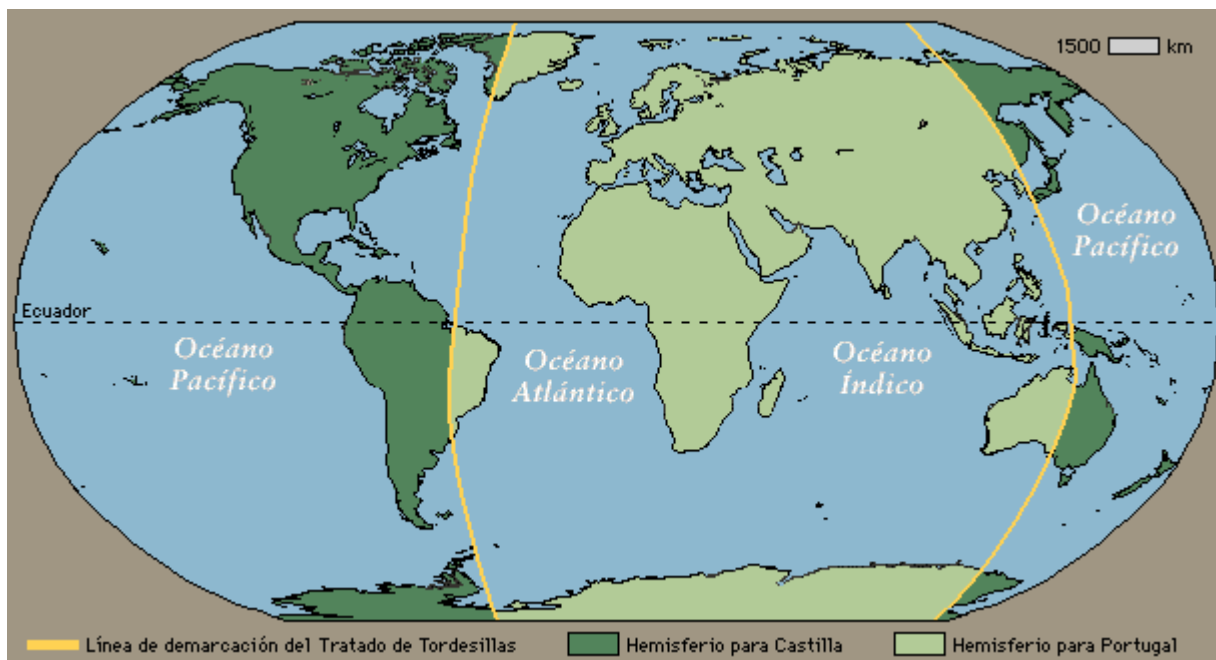 1500 km
Océano
Pacífico
Ecuador
Océano
Pacífico
Océano
Atlántico
Océano
Índico
Línea de demarcación del Tratado de Tordesillas
Hemisferio para Castilla
Hemisferio para Portugal